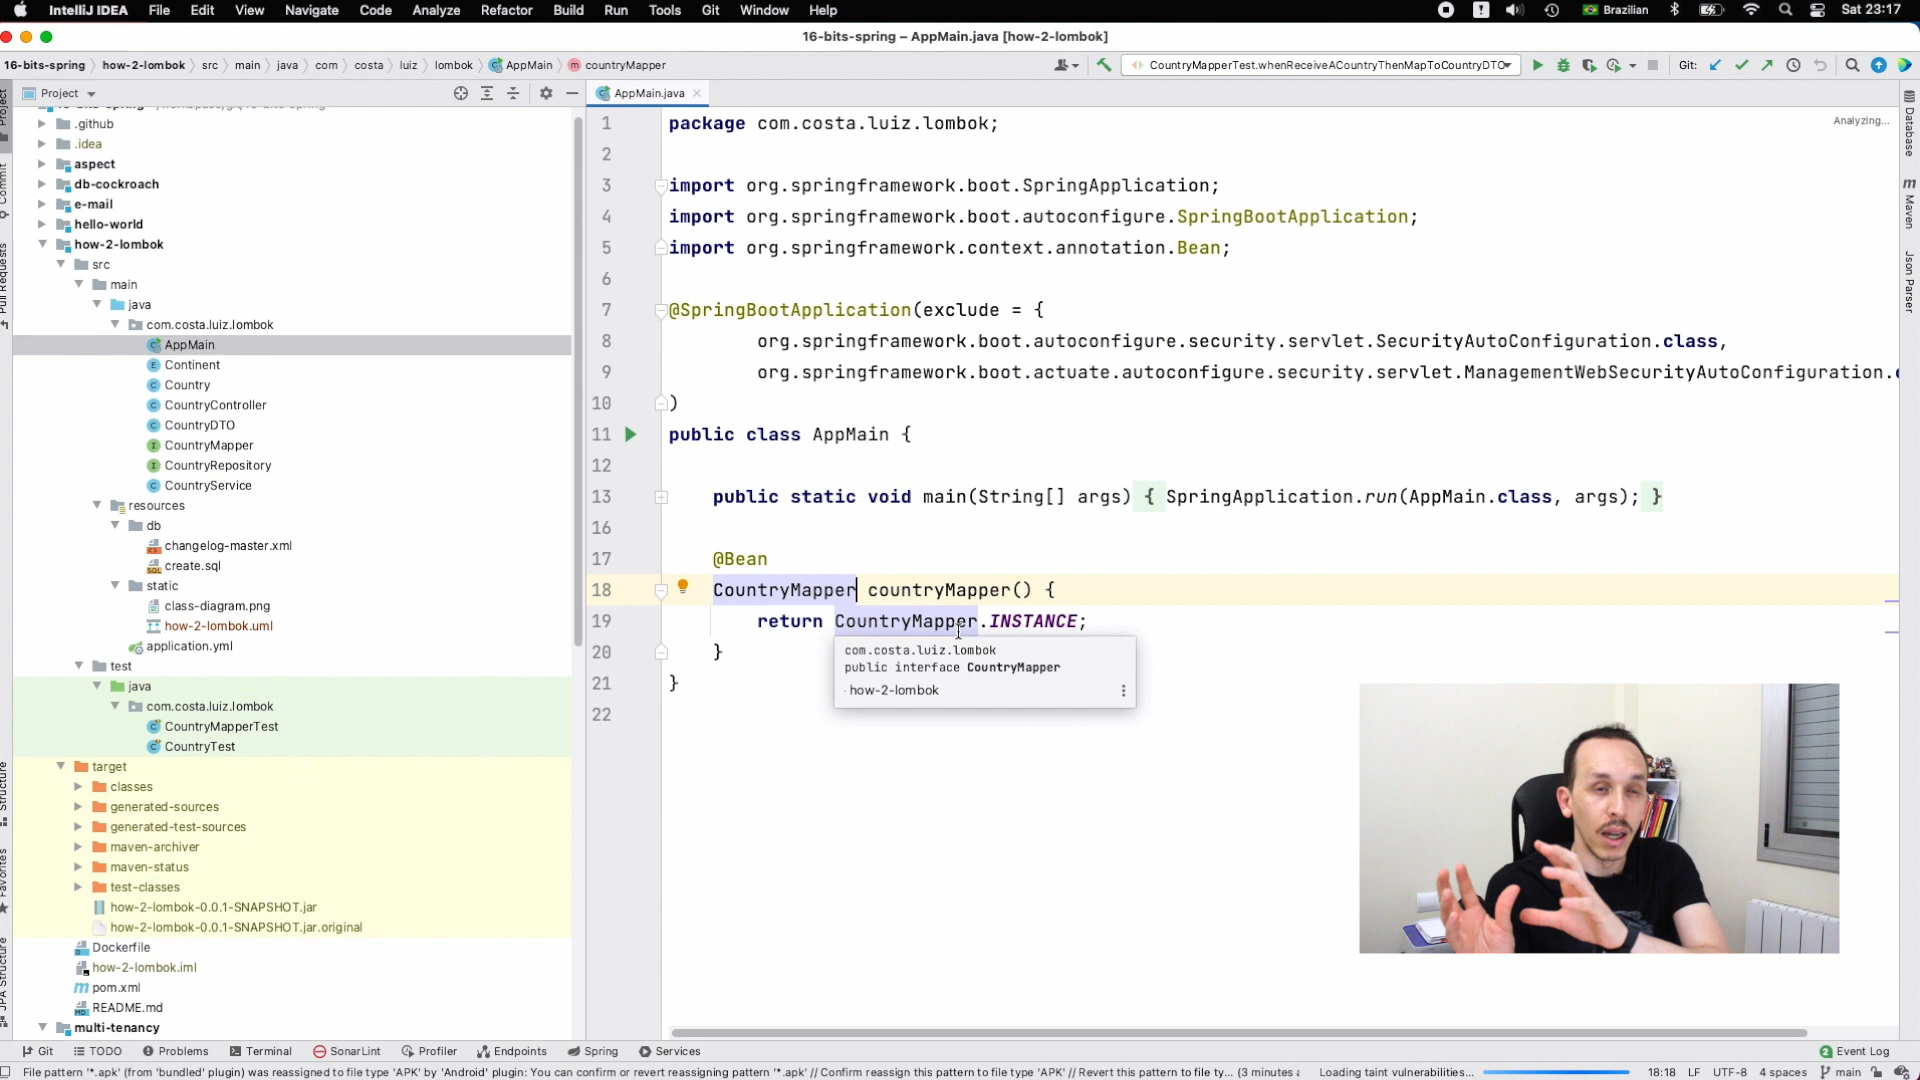 IntelliJ IDEA File Edit View Navigate Code Analyze Refactor Build Run Tools Git Window Help Brazilian Sat 23:17
16-bits-spring – AppMain.java [how-2-lombok]
16-bits-spring how-2-lombok src main java com costa luiz lombok AppMain countryMapper CountryMapperTest.whenReceiveACountryThenMapToCountryDTO Git:
Project AppMain.java
.github
.idea
aspect
db-cockroach
e-mail
hello-world
how-2-lombok
src
main
java
com.costa.luiz.lombok
AppMain
Continent
Country
CountryController
CountryDTO
CountryMapper
CountryRepository
CountryService
resources
db
changelog-master.xml
create.sql
static
class-diagram.png
how-2-lombok.uml
application.yml
test
java
com.costa.luiz.lombok
CountryMapperTest
CountryTest
target
classes
generated-sources
generated-test-sources
maven-archiver
maven-status
test-classes
how-2-lombok-0.0.1-SNAPSHOT.jar
how-2-lombok-0.0.1-SNAPSHOT.jar.original
Dockerfile
how-2-lombok.iml
pom.xml
README.md
multi-tenancy
Project
Commit
Pull Requests
Structure
Favorites
JPA Structure
1 package com.costa.luiz.lombok;
2
3 import org.springframework.boot.SpringApplication;
4 import org.springframework.boot.autoconfigure.SpringBootApplication;
5 import org.springframework.context.annotation.Bean;
6
7 @SpringBootApplication(exclude = {
8 org.springframework.boot.autoconfigure.security.servlet.SecurityAutoConfiguration.class,
9 org.springframework.boot.actuate.autoconfigure.security.servlet.ManagementWebSecurityAutoConfiguration.
10 )
11 public class AppMain {
12
13 public static void main(String[] args) { SpringApplication.run(AppMain.class, args); }
16
17 @Bean
18 CountryMapper countryMapper() {
19 return CountryMapper.INSTANCE;
20 }
21 }
22
com.costa.luiz.lombok
public interface CountryMapper
how-2-lombok
Analyzing...
Database
Maven
Json Parser
Git TODO Problems Terminal SonarLint Profiler Endpoints Spring Services 2 Event Log
File pattern '*.apk' (from 'bundled' plugin) was reassigned to file type 'APK' by 'Android' plugin: You can confirm or revert reassigning pattern '*.apk' // Confirm reassign this pattern to file type 'APK' // Revert this pattern to file ty... (3 minutes a Loading taint vulnerabilities... 18:18 LF UTF-8 4 spaces main